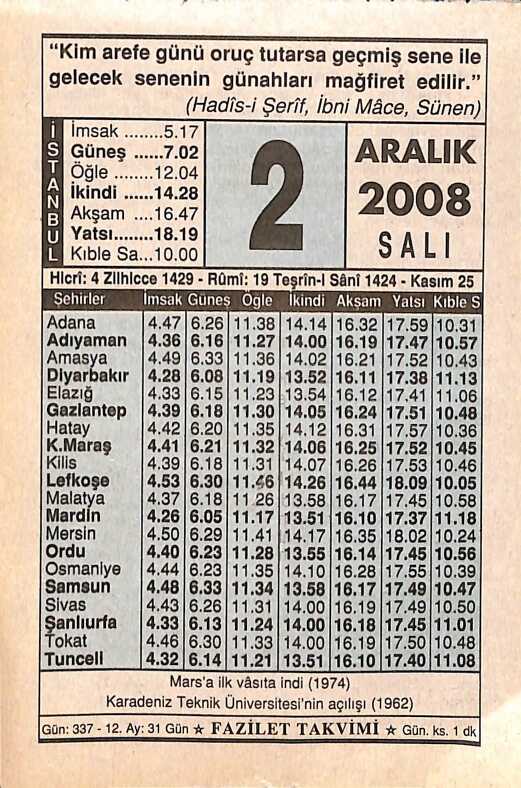 “Kim arefe günü oruç tutarsa geçmiş sene ile
gelecek senenin günahları mağfiret edilir.”
(Hadîs-i Şerîf, İbni Mâce, Sünen)
İSTANBUL
İmsak ........5.17
Güneş ......7.02
Öğle ........12.04
İkindi ......14.28
Akşam ....16.47
Yatsı........18.19
Kıble Sa...10.00
2
ARALIK
2008
SALI
Hicrî: 4 Zilhicce 1429 - Rûmî: 19 Teşrîn-i Sânî 1424 - Kasım 25
Şehirler İmsak Güneş Öğle İkindi Akşam Yatsı Kıble S
Adana 4.47 6.26 11.38 14.14 16.32 17.59 10.31
Adıyaman 4.36 6.16 11.27 14.00 16.19 17.47 10.57
Amasya 4.49 6.33 11.36 14.02 16.21 17.52 10.43
Diyarbakır 4.28 6.08 11.19 13.52 16.11 17.38 11.13
Elazığ 4.33 6.15 11.23 13.54 16.12 17.41 11.06
Gaziantep 4.39 6.18 11.30 14.05 16.24 17.51 10.48
Hatay 4.42 6.20 11.35 14.12 16.31 17.57 10.36
K.Maraş 4.41 6.21 11.32 14.06 16.25 17.52 10.45
Kilis 4.39 6.18 11.31 14.07 16.26 17.53 10.46
Lefkoşe 4.53 6.30 11.46 14.26 16.44 18.09 10.05
Malatya 4.37 6.18 11.26 13.58 16.17 17.45 10.58
Mardin 4.26 6.05 11.17 13.51 16.10 17.37 11.18
Mersin 4.50 6.29 11.41 14.17 16.35 18.02 10.24
Ordu 4.40 6.23 11.28 13.55 16.14 17.45 10.56
Osmaniye 4.44 6.23 11.35 14.10 16.28 17.55 10.39
Samsun 4.48 6.33 11.34 13.58 16.17 17.49 10.47
Sivas 4.43 6.26 11.31 14.00 16.19 17.49 10.50
Şanlıurfa 4.33 6.13 11.24 14.00 16.18 17.45 11.01
Tokat 4.46 6.30 11.33 14.00 16.19 17.50 10.48
Tunceli 4.32 6.14 11.21 13.51 16.10 17.40 11.08
Mars'a ilk vâsıta indi (1974)
Karadeniz Teknik Üniversitesi'nin açılışı (1962)
Gün: 337 - 12. Ay: 31 Gün ☆ FAZİLET TAKVİMİ ☆ Gün. ks. 1 dk